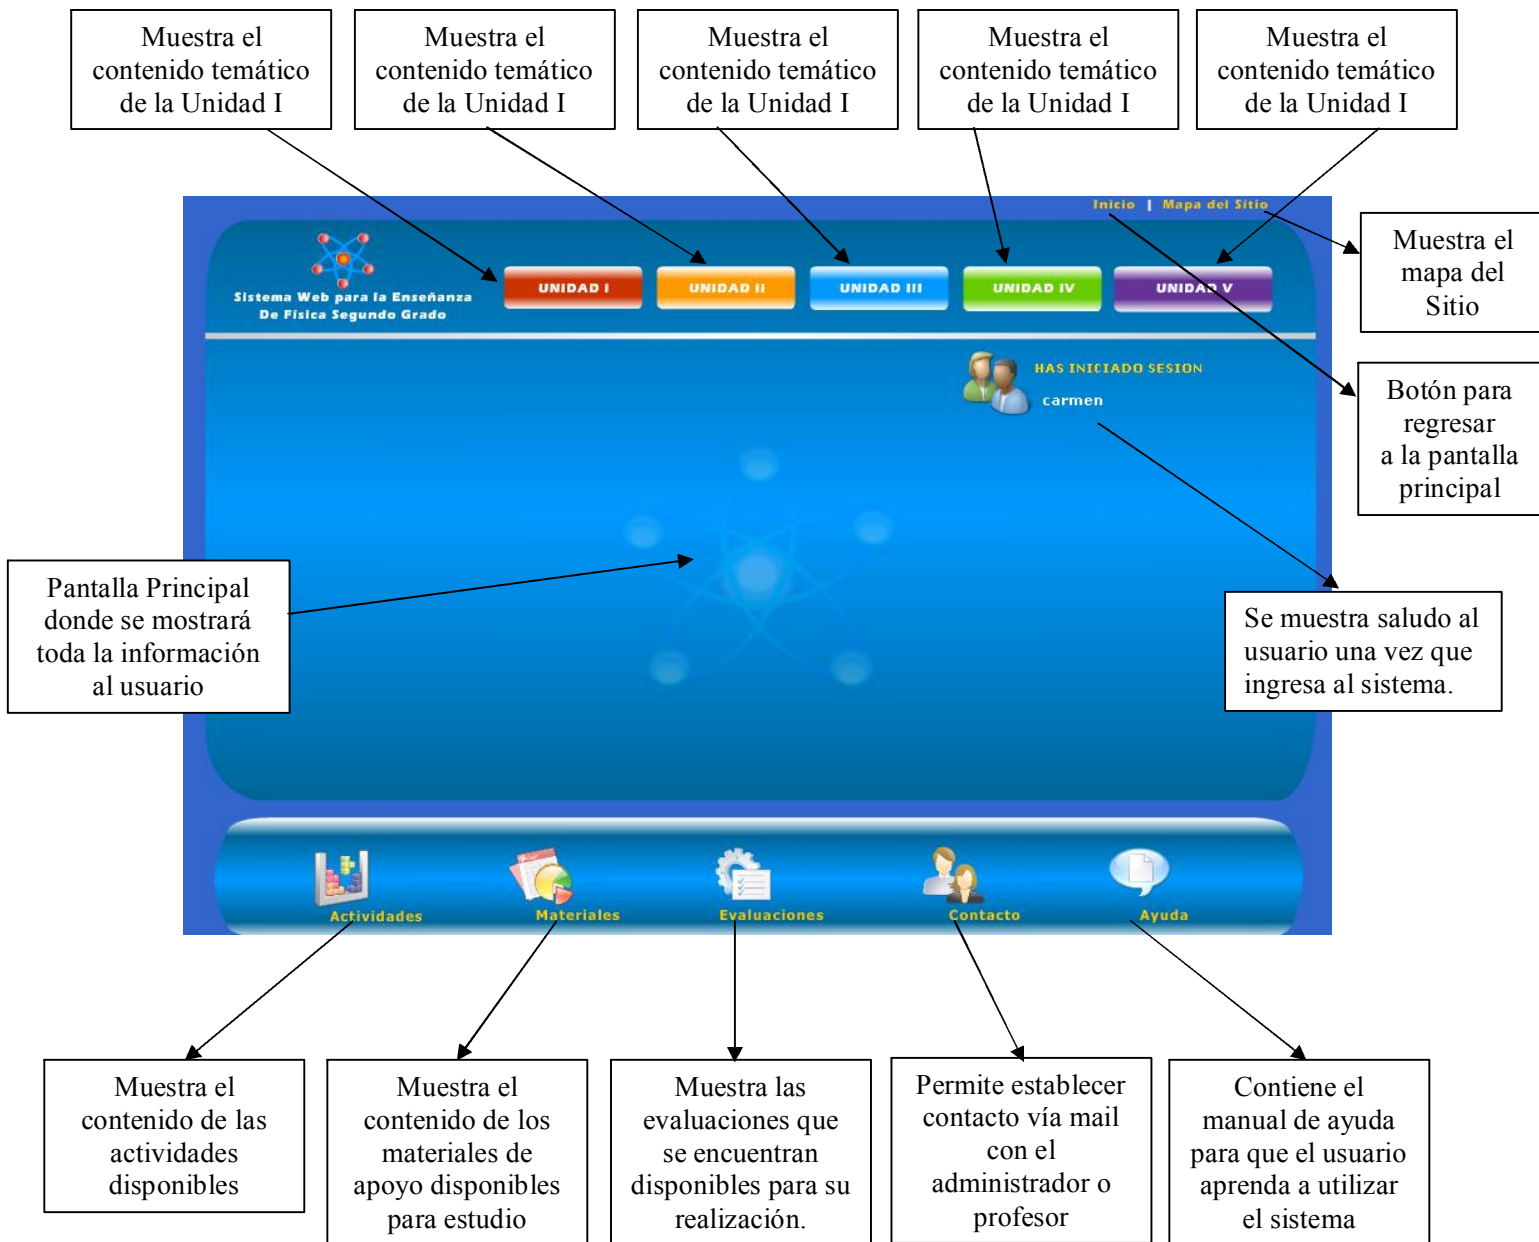 Muestra el
contenido temático
de la Unidad I
Muestra el
contenido temático
de la Unidad I
Muestra el
contenido temático
de la Unidad I
Muestra el
contenido temático
de la Unidad I
Muestra el
contenido temático
de la Unidad I
Inicio | Mapa del Sitio
Sistema Web para la Enseñanza
De Física Segundo Grado
UNIDAD I
UNIDAD II
UNIDAD III
UNIDAD IV
UNIDAD V
Muestra el
mapa del
Sitio
HAS INICIADO SESION
carmen
Botón para
regresar
a la pantalla
principal
Pantalla Principal
donde se mostrará
toda la información
al usuario
Se muestra saludo al
usuario una vez que
ingresa al sistema.
Actividades
Materiales
Evaluaciones
Contacto
Ayuda
Muestra el
contenido de las
actividades
disponibles
Muestra el
contenido de los
materiales de
apoyo disponibles
para estudio
Muestra las
evaluaciones que
se encuentran
disponibles para su
realización.
Permite establecer
contacto vía mail
con el
administrador o
profesor
Contiene el
manual de ayuda
para que el usuario
aprenda a utilizar
el sistema